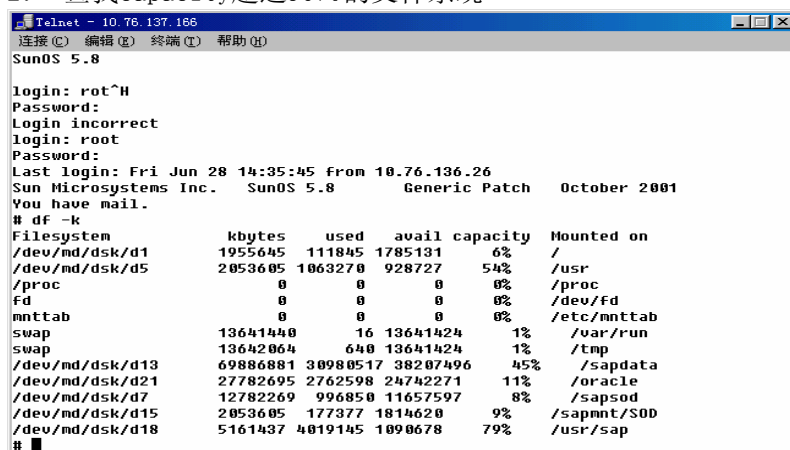 Telnet - 10.76.137.166
连接(C) 编辑(E) 终端(T) 帮助(H)
SunOS 5.8
login: rot^H
Password:
Login incorrect
login: root
Password:
Last login: Fri Jun 28 14:35:45 from 10.76.136.26
Sun Microsystems Inc. SunOS 5.8 Generic Patch October 2001
You have mail.
# df -k
Filesystem kbytes used avail capacity Mounted on
/dev/md/dsk/d1 1955645 111845 1785131 6% /
/dev/md/dsk/d5 2053605 1063270 928727 54% /usr
/proc 0 0 0 0% /proc
fd 0 0 0 0% /dev/fd
mnttab 0 0 0 0% /etc/mnttab
swap 13641440 16 13641424 1% /var/run
swap 13642064 640 13641424 1% /tmp
/dev/md/dsk/d13 69886881 30980517 38207496 45% /sapdata
/dev/md/dsk/d21 27782695 2762598 24742271 11% /oracle
/dev/md/dsk/d7 12782269 996850 11657597 8% /sapsod
/dev/md/dsk/d15 2053605 177377 1814620 9% /sapmnt/SOD
/dev/md/dsk/d18 5161437 4019145 1090678 79% /usr/sap
#